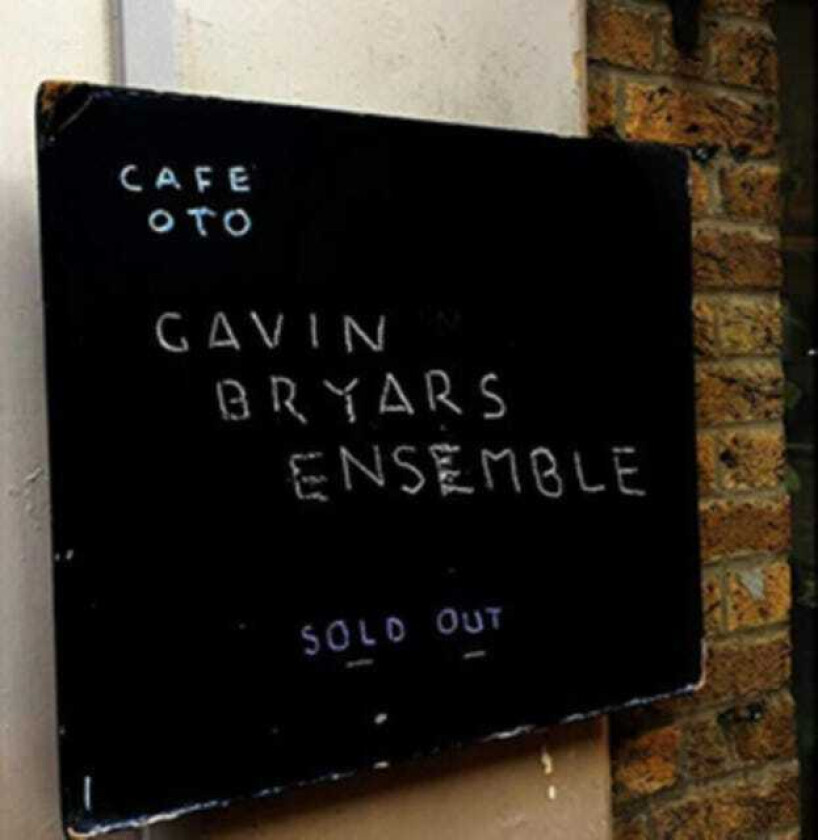 CAFE
OTO
GAVIN
BRYARS
ENSEMBLE
SOLD OUT